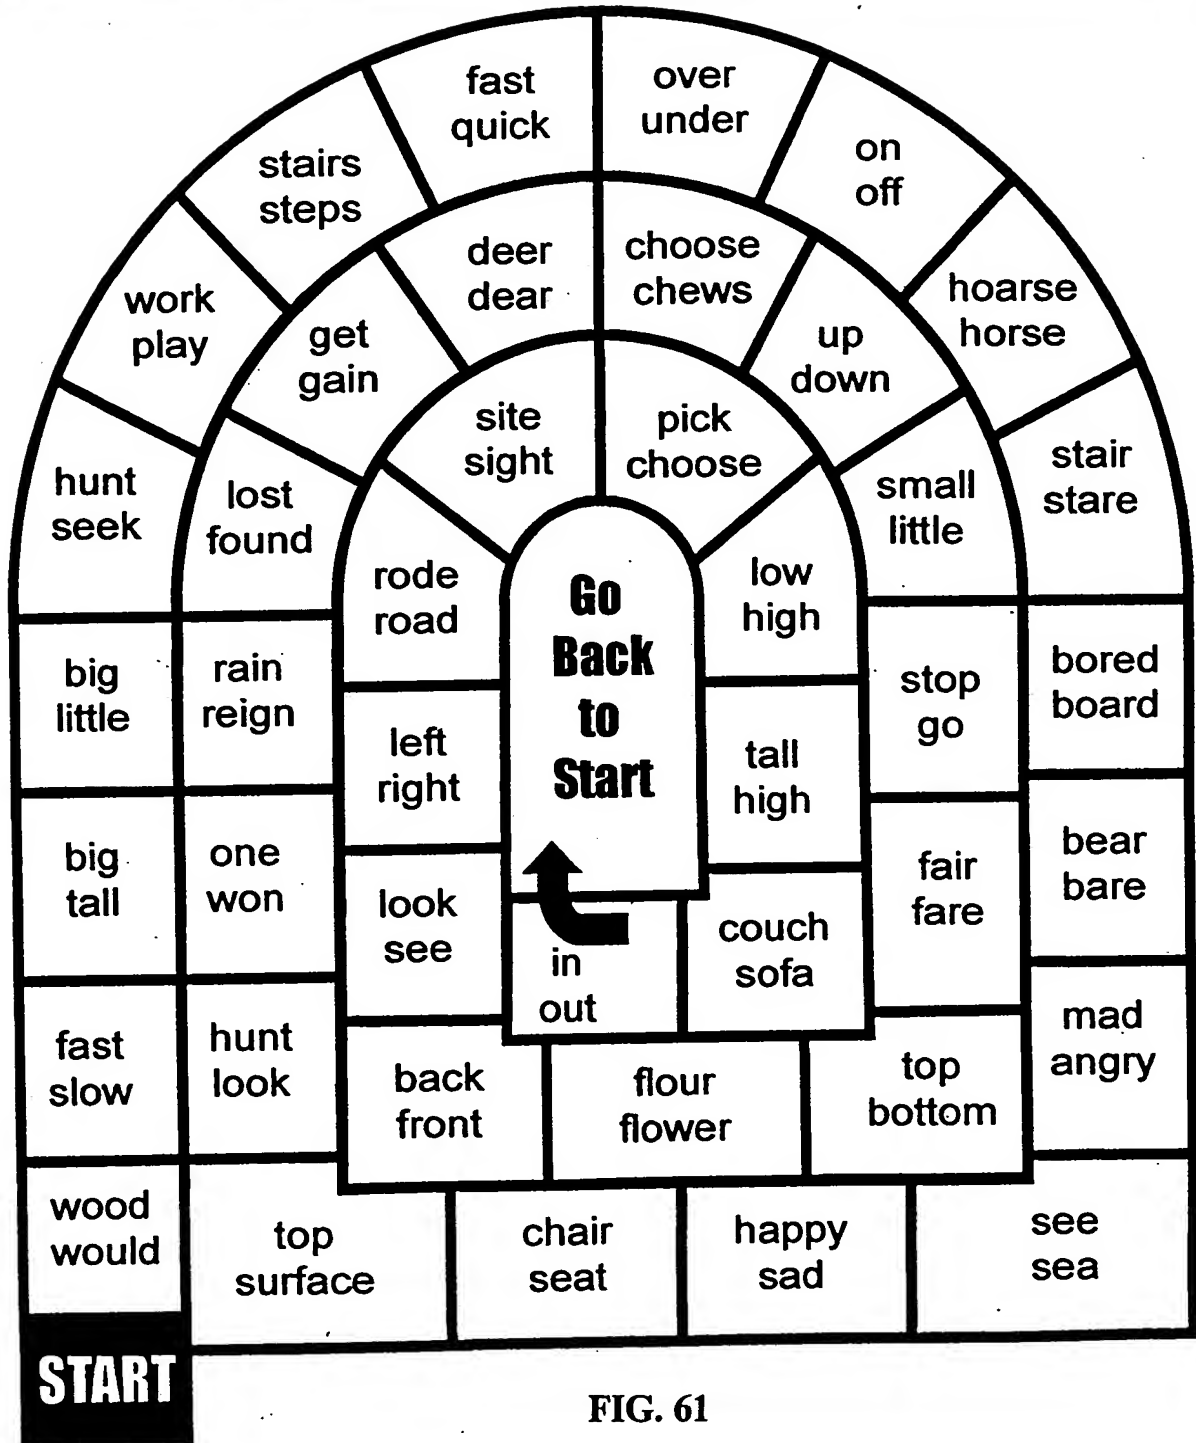 START
wood
would
fast
slow
big
tall
big
little
hunt
seek
work
play
stairs
steps
fast
quick
over
under
on
off
hoarse
horse
stair
stare
bored
board
bear
bare
mad
angry
see
sea
happy
sad
chair
seat
top
surface
hunt
look
one
won
rain
reign
lost
found
get
gain
deer
dear
choose
chews
up
down
small
little
stop
go
fair
fare
top
bottom
flour
flower
back
front
look
see
left
right
rode
road
site
sight
pick
choose
low
high
tall
high
couch
sofa
in
out
Go
Back
to
Start
FIG. 61